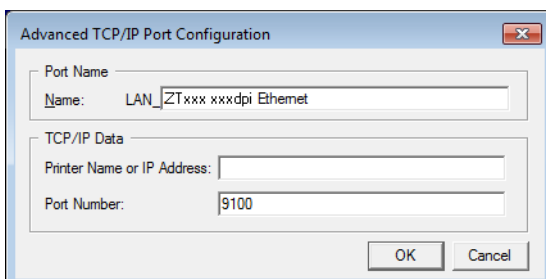 Advanced TCP/IP Port Configuration
Port Name
Name: LAN_ZTxxx xxxdpi Ethernet
TCP/IP Data
Printer Name or IP Address:
Port Number: 9100
OK Cancel